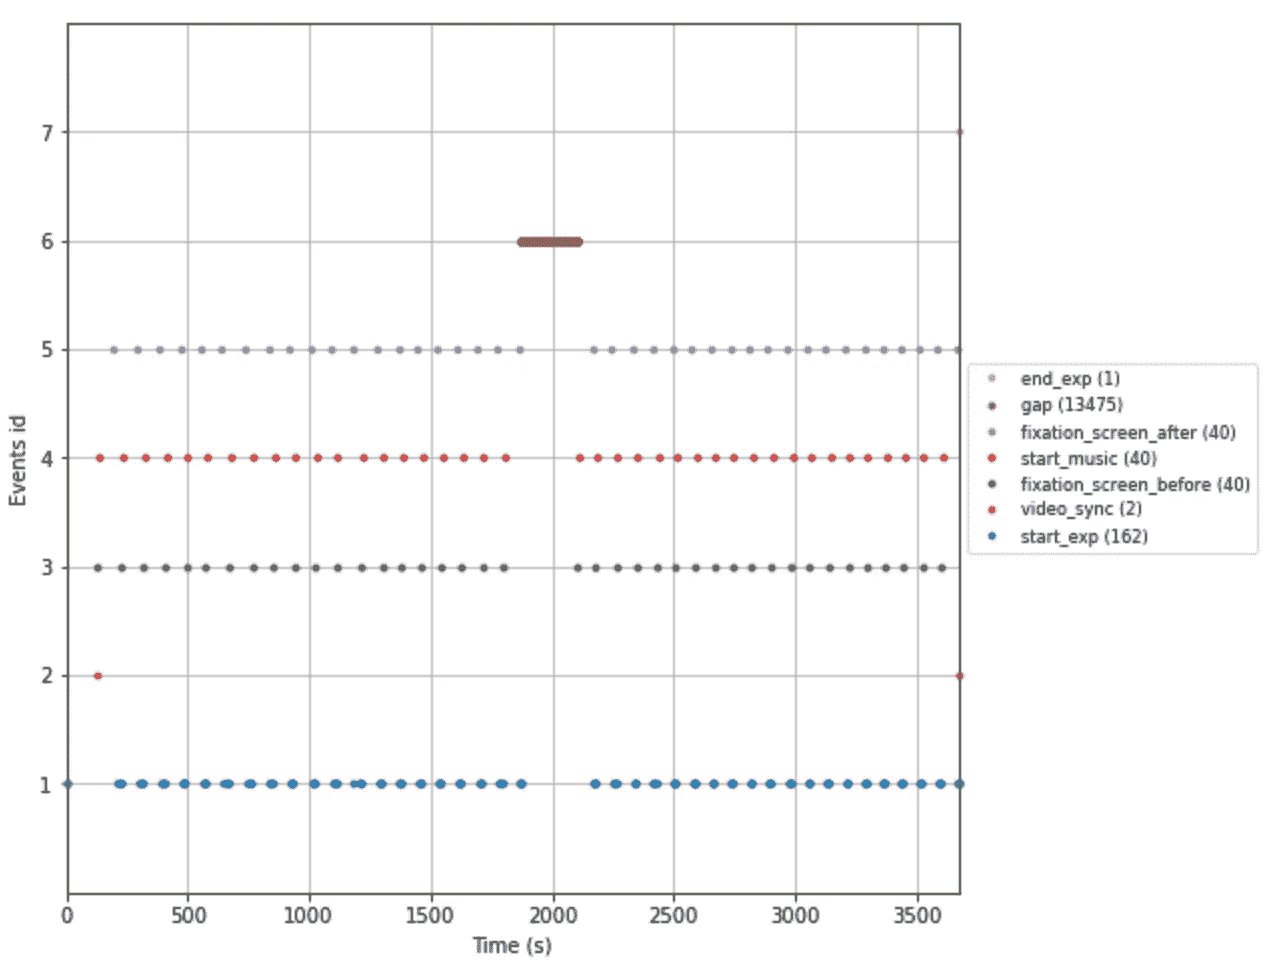 7
6
5
4
3
2
1
Events id
0 500 1000 1500 2000 2500 3000 3500
Time (s)
end_exp (1)
gap (13475)
fixation_screen_after (40)
start_music (40)
fixation_screen_before (40)
video_sync (2)
start_exp (162)